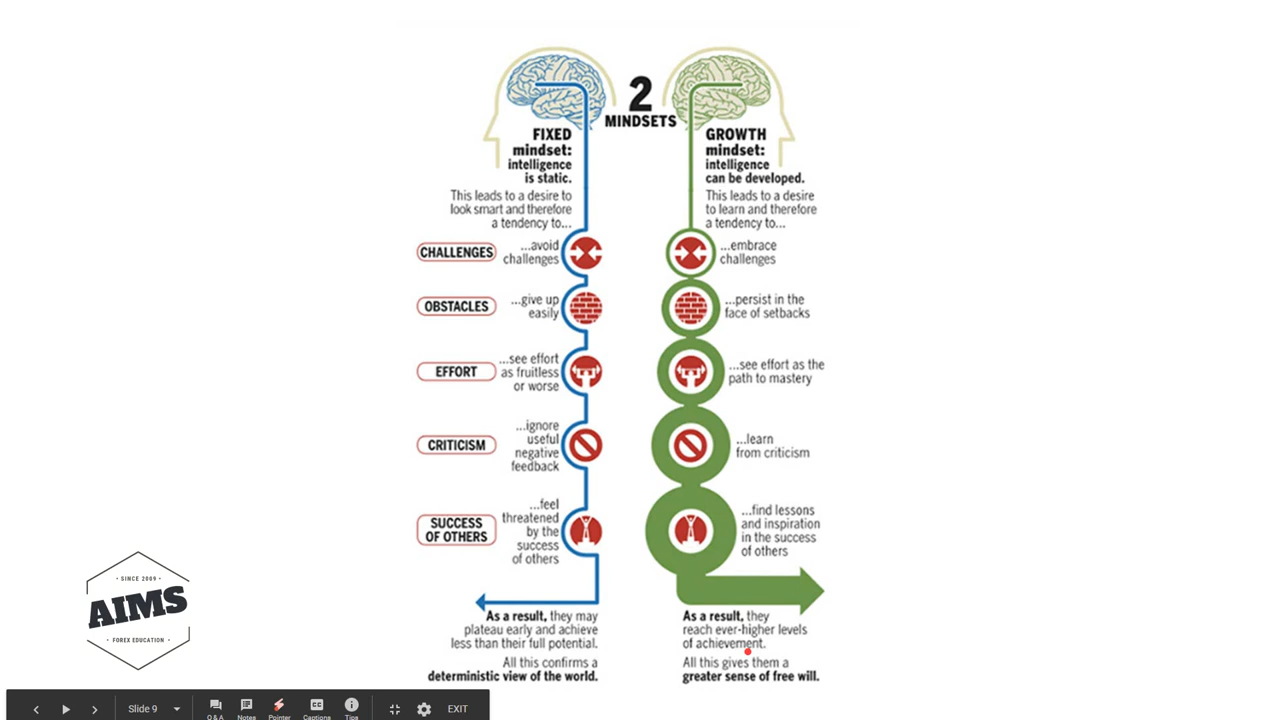 2
MINDSETS
FIXED
mindset:
intelligence
is static.
This leads to a desire to
look smart and therefore
a tendency to...
GROWTH
mindset:
intelligence
can be developed.
This leads to a desire
to learn and therefore
a tendency to...
CHALLENGES
...avoid
challenges
...embrace
challenges
OBSTACLES
...give up
easily
...persist in the
face of setbacks
EFFORT
...see effort
as fruitless
or worse
...see effort as the
path to mastery
CRITICISM
...ignore
useful
negative
feedback
...learn
from criticism
SUCCESS
OF OTHERS
...feel
threatened
by the
success
of others
...find lessons
and inspiration
in the success
of others
As a result, they may
plateau early and achieve
less than their full potential.
All this confirms a
deterministic view of the world.
As a result, they
reach ever-higher levels
of achievement.
All this gives them a
greater sense of free will.
· SINCE 2009 ·
AIMS
· FOREX EDUCATION ·
Slide 9
Q & A
Notes
Pointer
Captions
Tips
EXIT